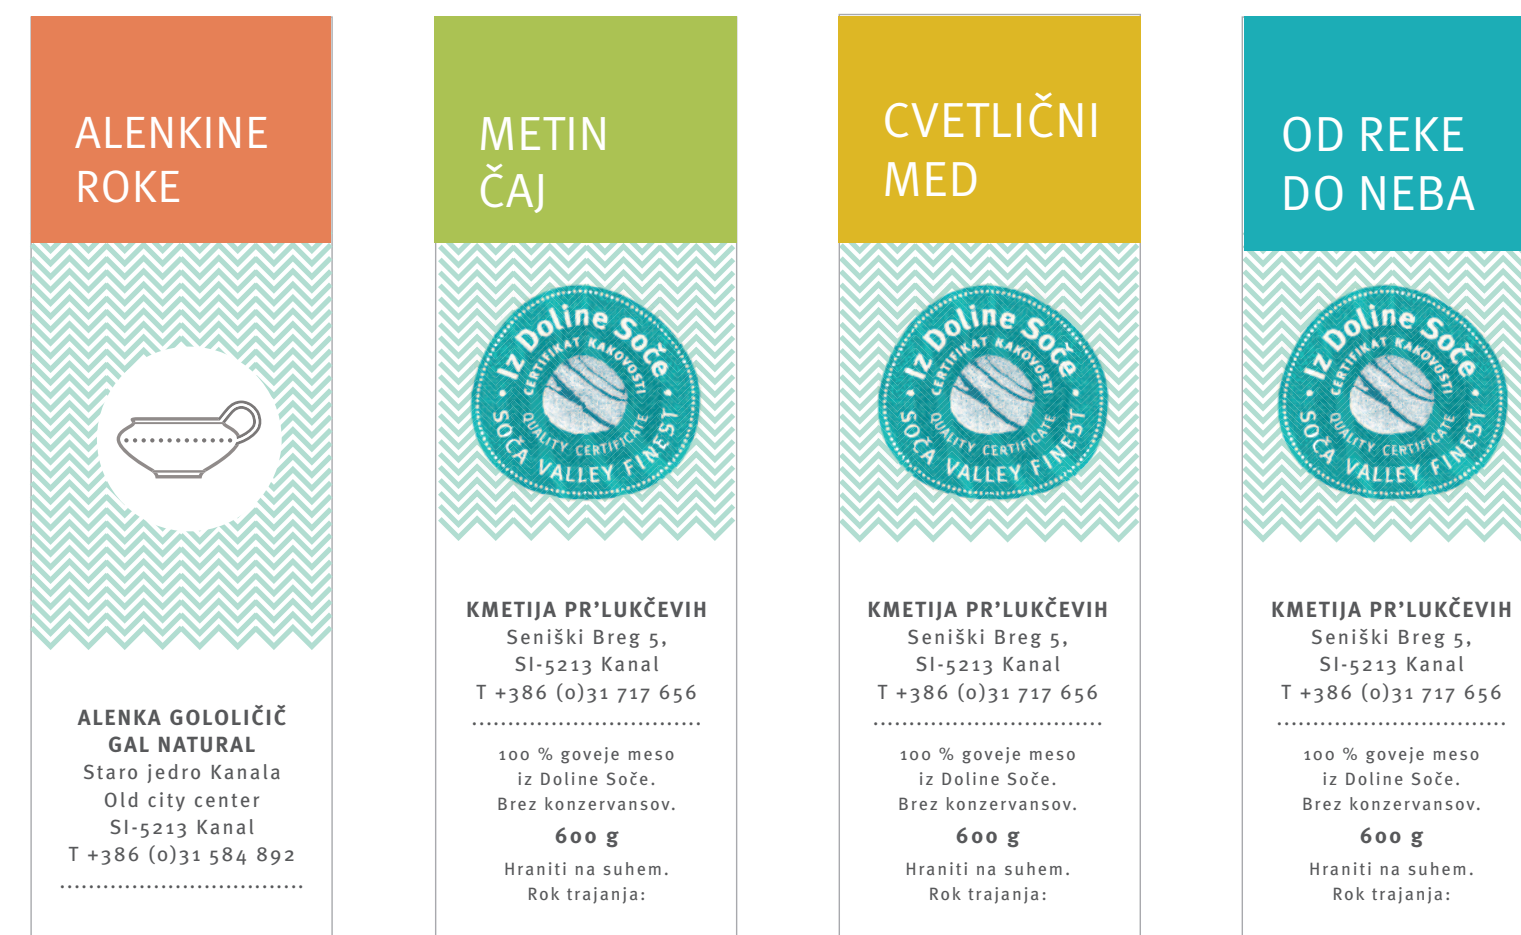 ALENKINE
ROKE
ALENKA GOLOLIČIČ
GAL NATURAL
Staro jedro Kanala
Old city center
SI-5213 Kanal
T +386 (0)31 584 892
METIN
ČAJ
Iz Doline Soče
CERTIFIKAT KAKOVOSTI
QUALITY CERTIFICATE
SOČA VALLEY FINEST
KMETIJA PR’LUKČEVIH
Seniški Breg 5,
SI-5213 Kanal
T +386 (0)31 717 656
100 % goveje meso
iz Doline Soče.
Brez konzervansov.
600 g
Hraniti na suhem.
Rok trajanja:
CVETLIČNI
MED
Iz Doline Soče
CERTIFIKAT KAKOVOSTI
QUALITY CERTIFICATE
SOČA VALLEY FINEST
KMETIJA PR’LUKČEVIH
Seniški Breg 5,
SI-5213 Kanal
T +386 (0)31 717 656
100 % goveje meso
iz Doline Soče.
Brez konzervansov.
600 g
Hraniti na suhem.
Rok trajanja:
OD REKE
DO NEBA
Iz Doline Soče
CERTIFIKAT KAKOVOSTI
QUALITY CERTIFICATE
SOČA VALLEY FINEST
KMETIJA PR’LUKČEVIH
Seniški Breg 5,
SI-5213 Kanal
T +386 (0)31 717 656
100 % goveje meso
iz Doline Soče.
Brez konzervansov.
600 g
Hraniti na suhem.
Rok trajanja: